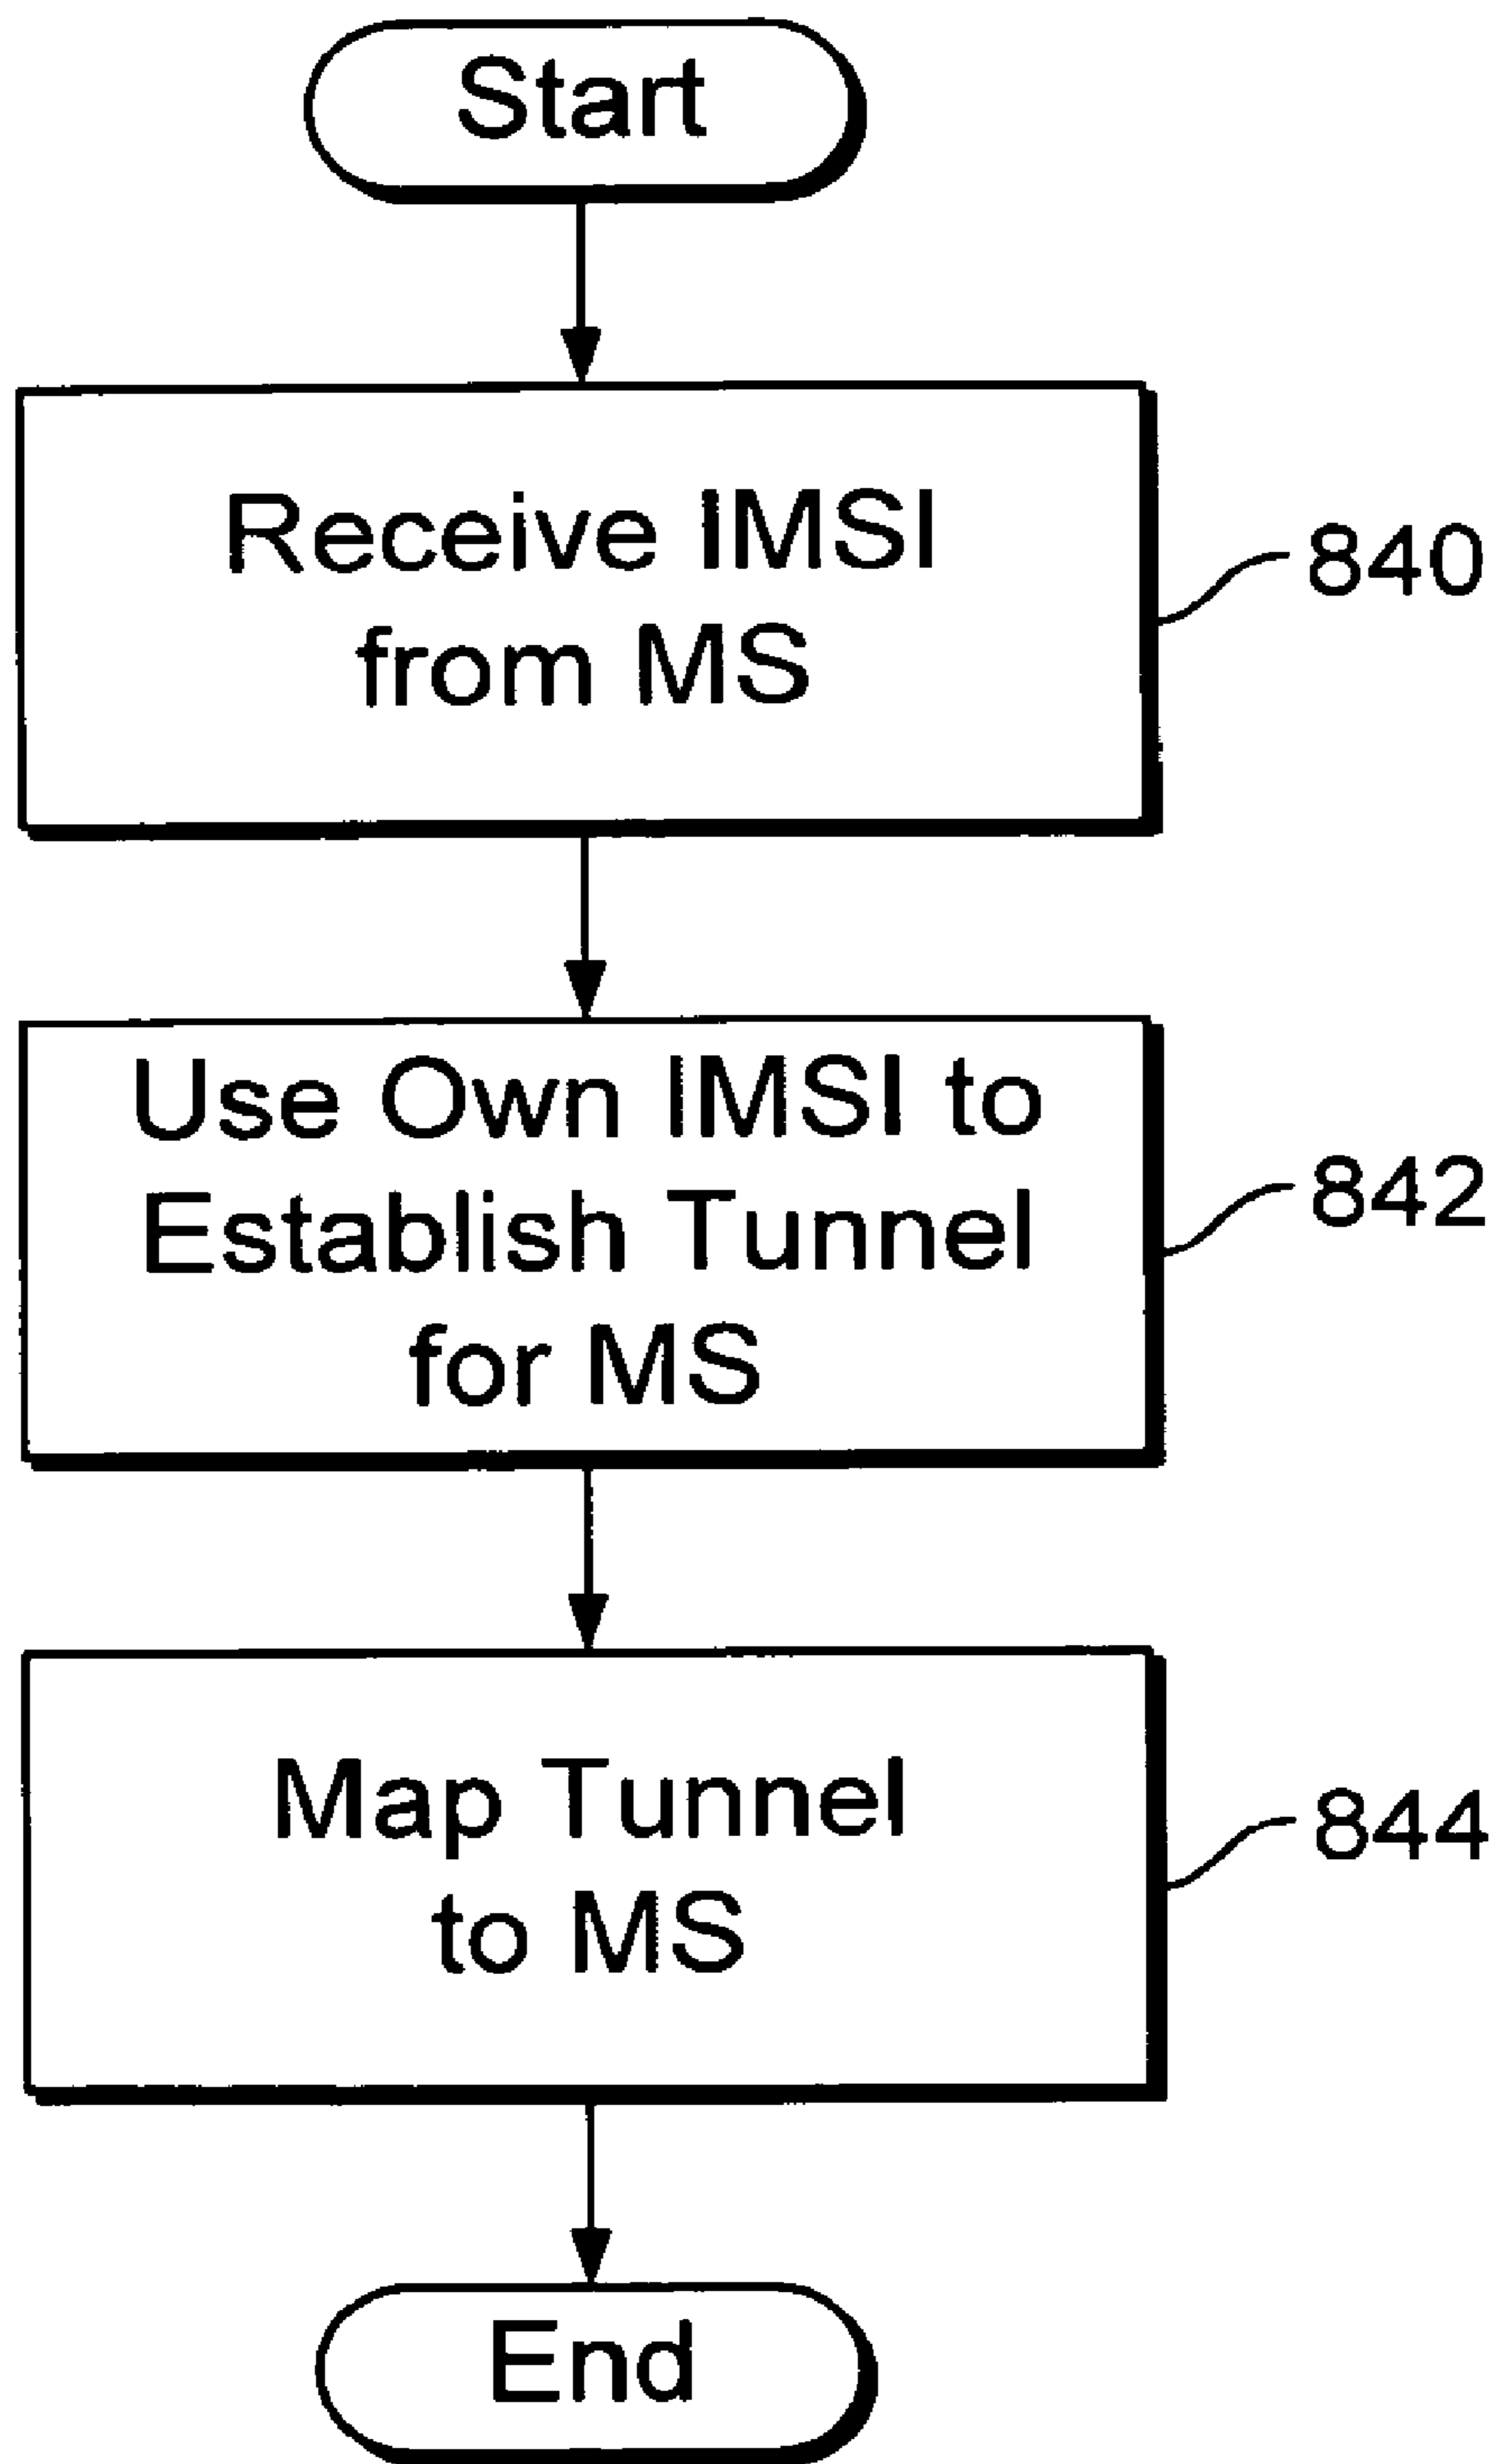 Start
Receive IMSI
from MS
840
Use Own IMSI to
Establish Tunnel
for MS
842
Map Tunnel
to MS
844
End